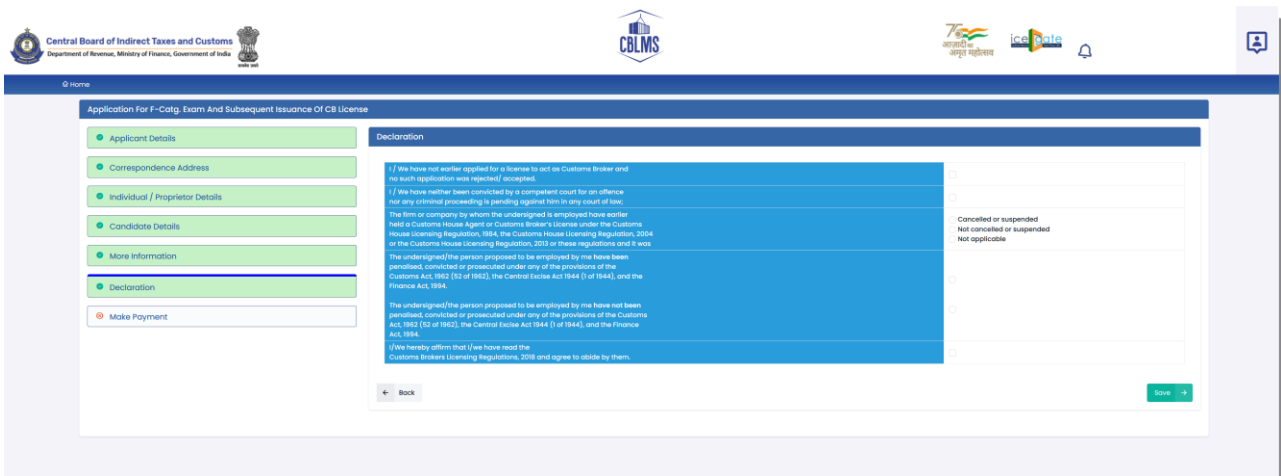 Central Board of Indirect Taxes and Customs
Department of Revenue, Ministry of Finance, Government of India
सत्यमेव जयते
CBLMS
आज़ादी का
अमृत महोत्सव
ice gate
Home
Application For F-Catg. Exam And Subsequent Issuance Of CB License
Applicant Details
Correspondence Address
Individual / Proprietor Details
Candidate Details
More Information
Declaration
Make Payment
Declaration
I / We have not earlier applied for a license to act as Customs Broker and
no such application was rejected/ accepted.
I / We have neither been convicted by a competent court for an offence
nor any criminal proceeding is pending against him in any court of law;
The firm or company by whom the undersigned is employed have earlier
held a Customs House Agent or Customs Broker's License under the Customs
House Licensing Regulation, 1984, the Customs House Licensing Regulation, 2004
or the Customs House Licensing Regulation, 2013 or these regulations and it was
Cancelled or suspended
Not cancelled or suspended
Not applicable
The undersigned/the person proposed to be employed by me have been
penalised, convicted or prosecuted under any of the provisions of the
Customs Act, 1962 (52 of 1962), the Central Excise Act 1944 (1 of 1944), and the
Finance Act, 1994.
The undersigned/the person proposed to be employed by me have not been
penalised, convicted or prosecuted under any of the provisions of the Customs
Act, 1962 (52 of 1962), the Central Excise Act 1944 (1 of 1944), and the Finance
Act, 1994.
I/We hereby affirm that I/we have read the
Customs Brokers Licensing Regulations, 2018 and agree to abide by them.
Back
Save